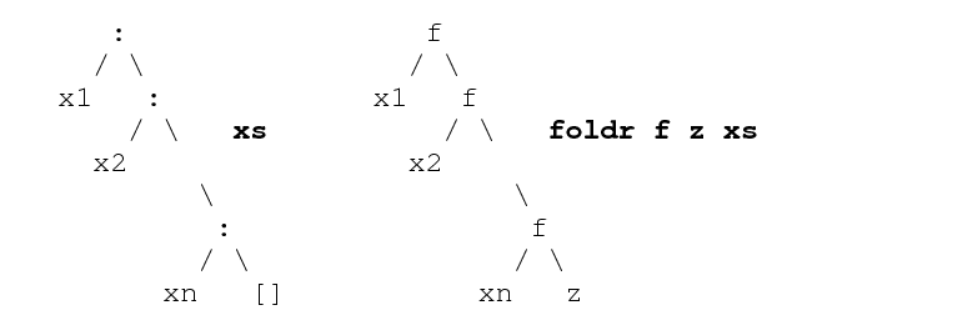 : f
/ \ / \
x1 : x1 f
/ \ xs / \ foldr f z xs
x2 x2
\ \
: f
/ \ / \
xn [] xn z